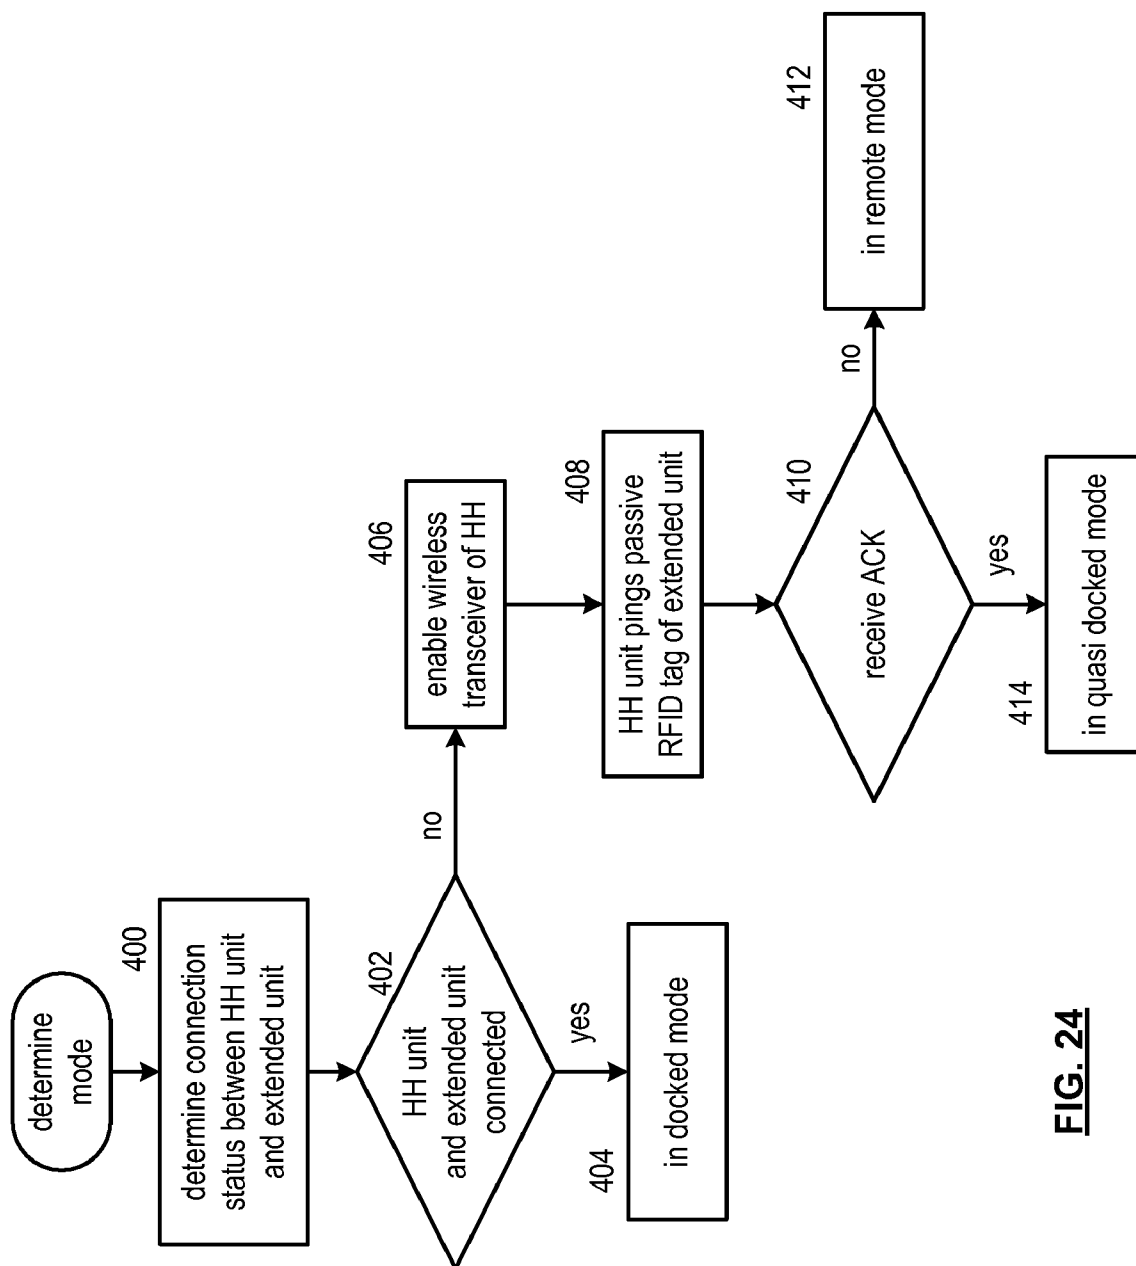 determine
mode
400
determine connection
status between HH unit
and extended unit
402
HH unit
and extended unit
connected
no
yes
404
in docked mode
406
enable wireless
transceiver of HH
408
HH unit pings passive
RFID tag of extended unit
410
receive ACK
no
412
in remote mode
yes
414
in quasi docked mode
FIG. 24